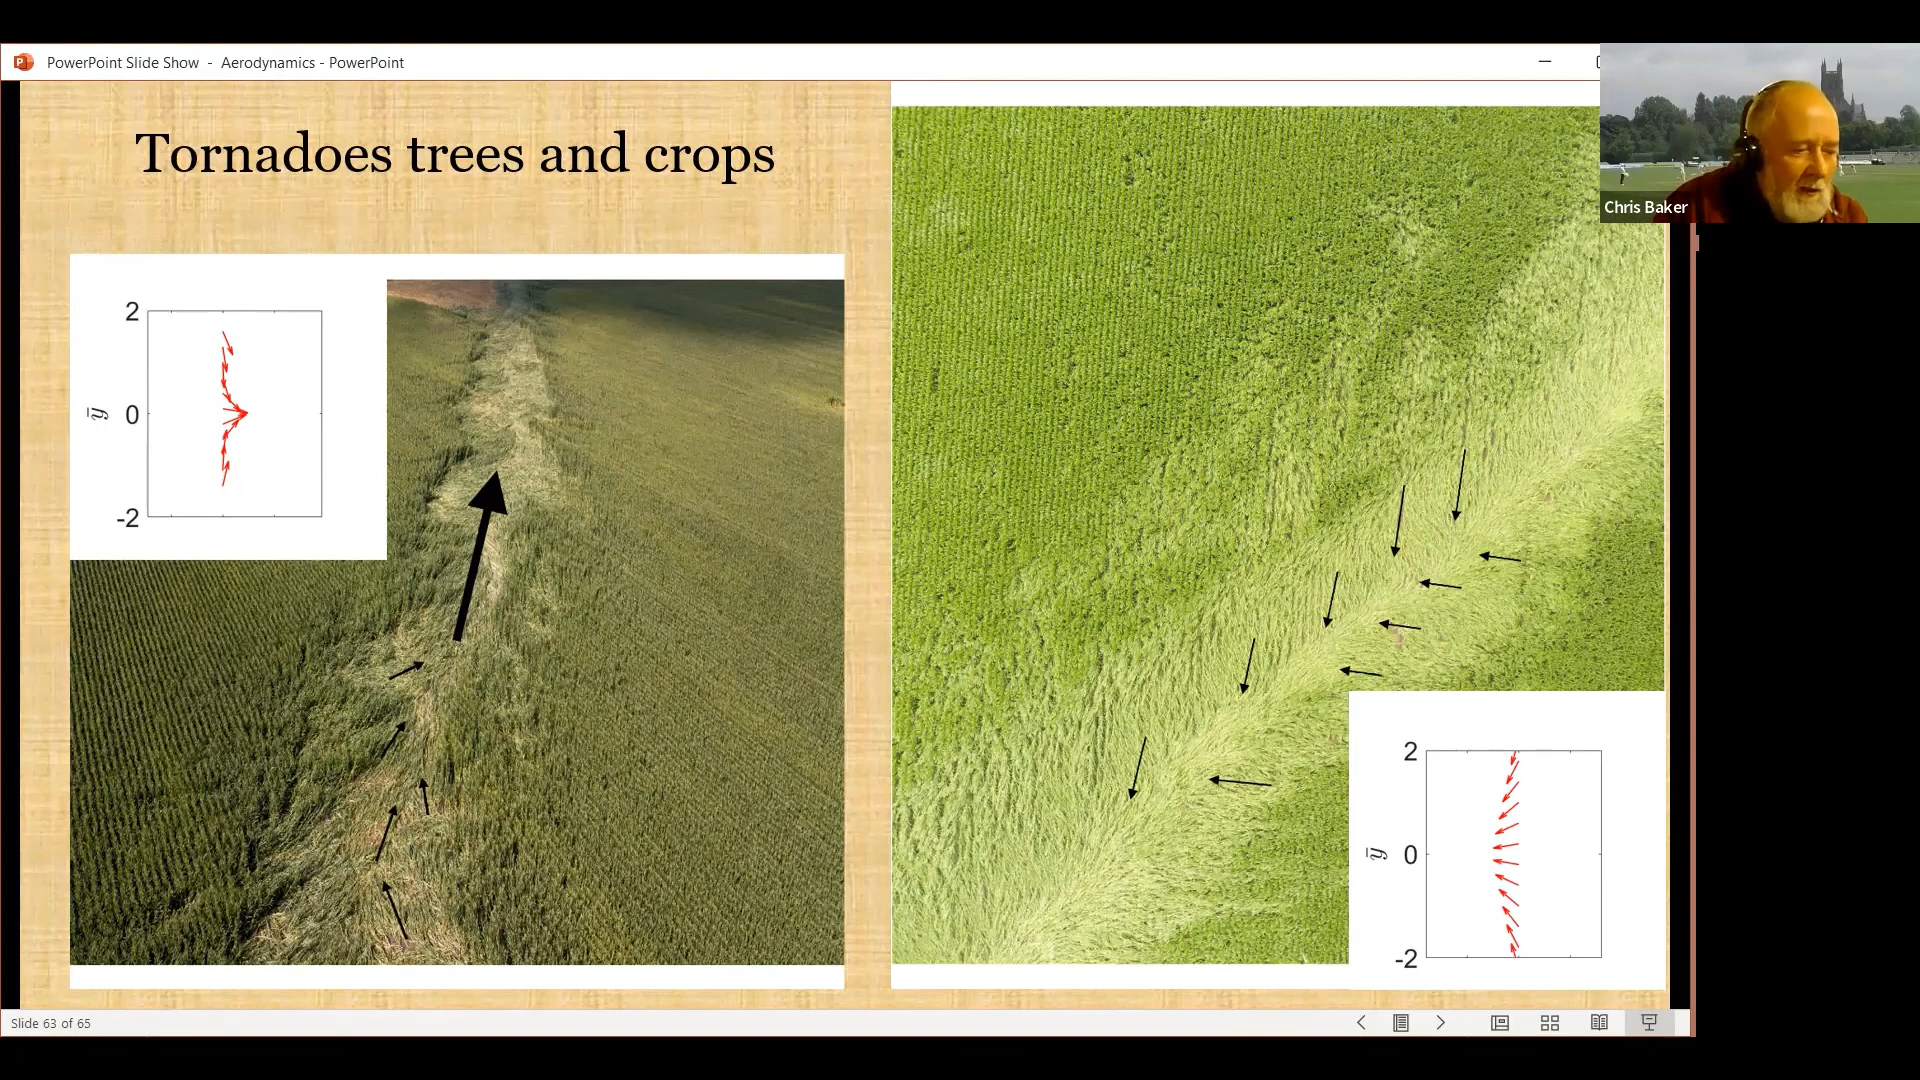 PowerPoint Slide Show - Aerodynamics - PowerPoint
Chris Baker
Tornadoes trees and crops
2
0
-2
y̅
2
0
-2
y̅
Slide 63 of 65